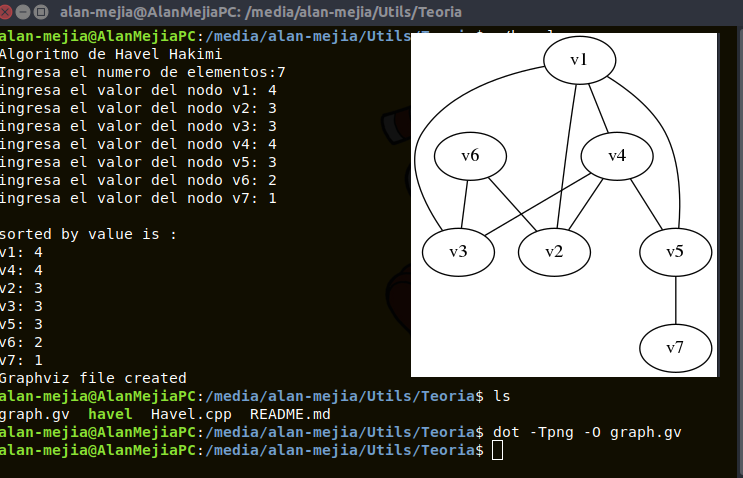 alan-mejia@AlanMejiaPC: /media/alan-mejia/Utils/Teoria
alan-mejia@AlanMejiaPC:/media/alan-mejia/Utils/Teoria$
Algoritmo de Havel Hakimi
Ingresa el numero de elementos:7
ingresa el valor del nodo v1: 4
ingresa el valor del nodo v2: 3
ingresa el valor del nodo v3: 3
ingresa el valor del nodo v4: 4
ingresa el valor del nodo v5: 3
ingresa el valor del nodo v6: 2
ingresa el valor del nodo v7: 1
sorted by value is :
v1: 4
v4: 4
v2: 3
v3: 3
v5: 3
v6: 2
v7: 1
Graphviz file created
alan-mejia@AlanMejiaPC:/media/alan-mejia/Utils/Teoria$ ls
graph.gv havel Havel.cpp README.md
alan-mejia@AlanMejiaPC:/media/alan-mejia/Utils/Teoria$ dot -Tpng -O graph.gv
alan-mejia@AlanMejiaPC:/media/alan-mejia/Utils/Teoria$
v1
v6 v4
v3 v2 v5
v7